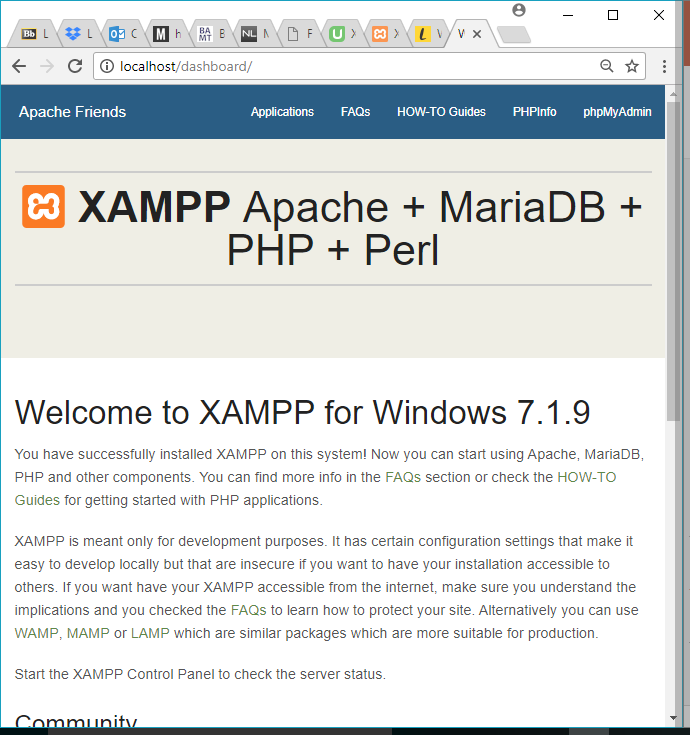 Bb L
L
O C
M h
BA MT B
NL M
F
U X
X
L V
W
localhost/dashboard/
Apache Friends Applications FAQs HOW-TO Guides PHPInfo phpMyAdmin
XAMPP Apache + MariaDB +
PHP + Perl
Welcome to XAMPP for Windows 7.1.9
You have successfully installed XAMPP on this system! Now you can start using Apache, MariaDB,
PHP and other components. You can find more info in the FAQs section or check the HOW-TO
Guides for getting started with PHP applications.
XAMPP is meant only for development purposes. It has certain configuration settings that make it
easy to develop locally but that are insecure if you want to have your installation accessible to
others. If you want have your XAMPP accessible from the internet, make sure you understand the
implications and you checked the FAQs to learn how to protect your site. Alternatively you can use
WAMP, MAMP or LAMP which are similar packages which are more suitable for production.
Start the XAMPP Control Panel to check the server status.
Community